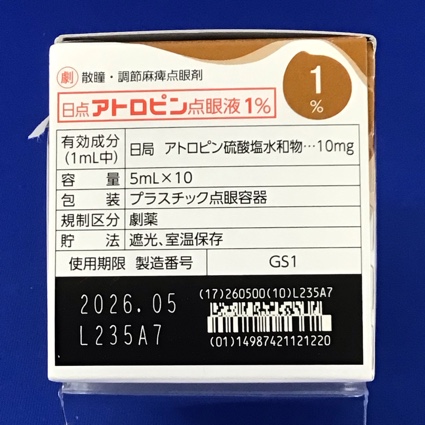 劇 散瞳・調節麻痺点眼剤
日点アトロピン点眼液1%
1
%
有効成分
(1mL中)
日局 アトロピン硫酸塩水和物…10mg
容量 5mL×10
包装 プラスチック点眼容器
規制区分 劇薬
貯法 遮光、室温保存
使用期限 製造番号 GS1
2026.05
L235A7
(17)260500(10)L235A7
(01)14987421121220